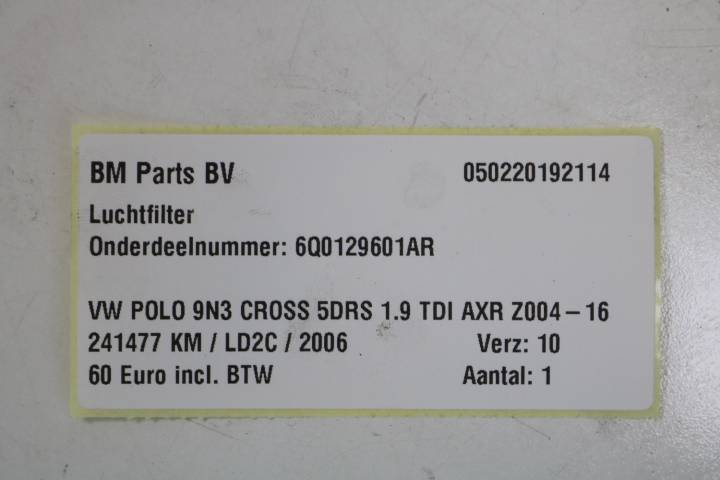 BM Parts BV 050220192114
Luchtfilter
Onderdeelnummer: 6Q0129601AR
VW POLO 9N3 CROSS 5DRS 1.9 TDI AXR Z004-16
241477 KM / LD2C / 2006 Verz: 10
60 Euro incl. BTW Aantal: 1